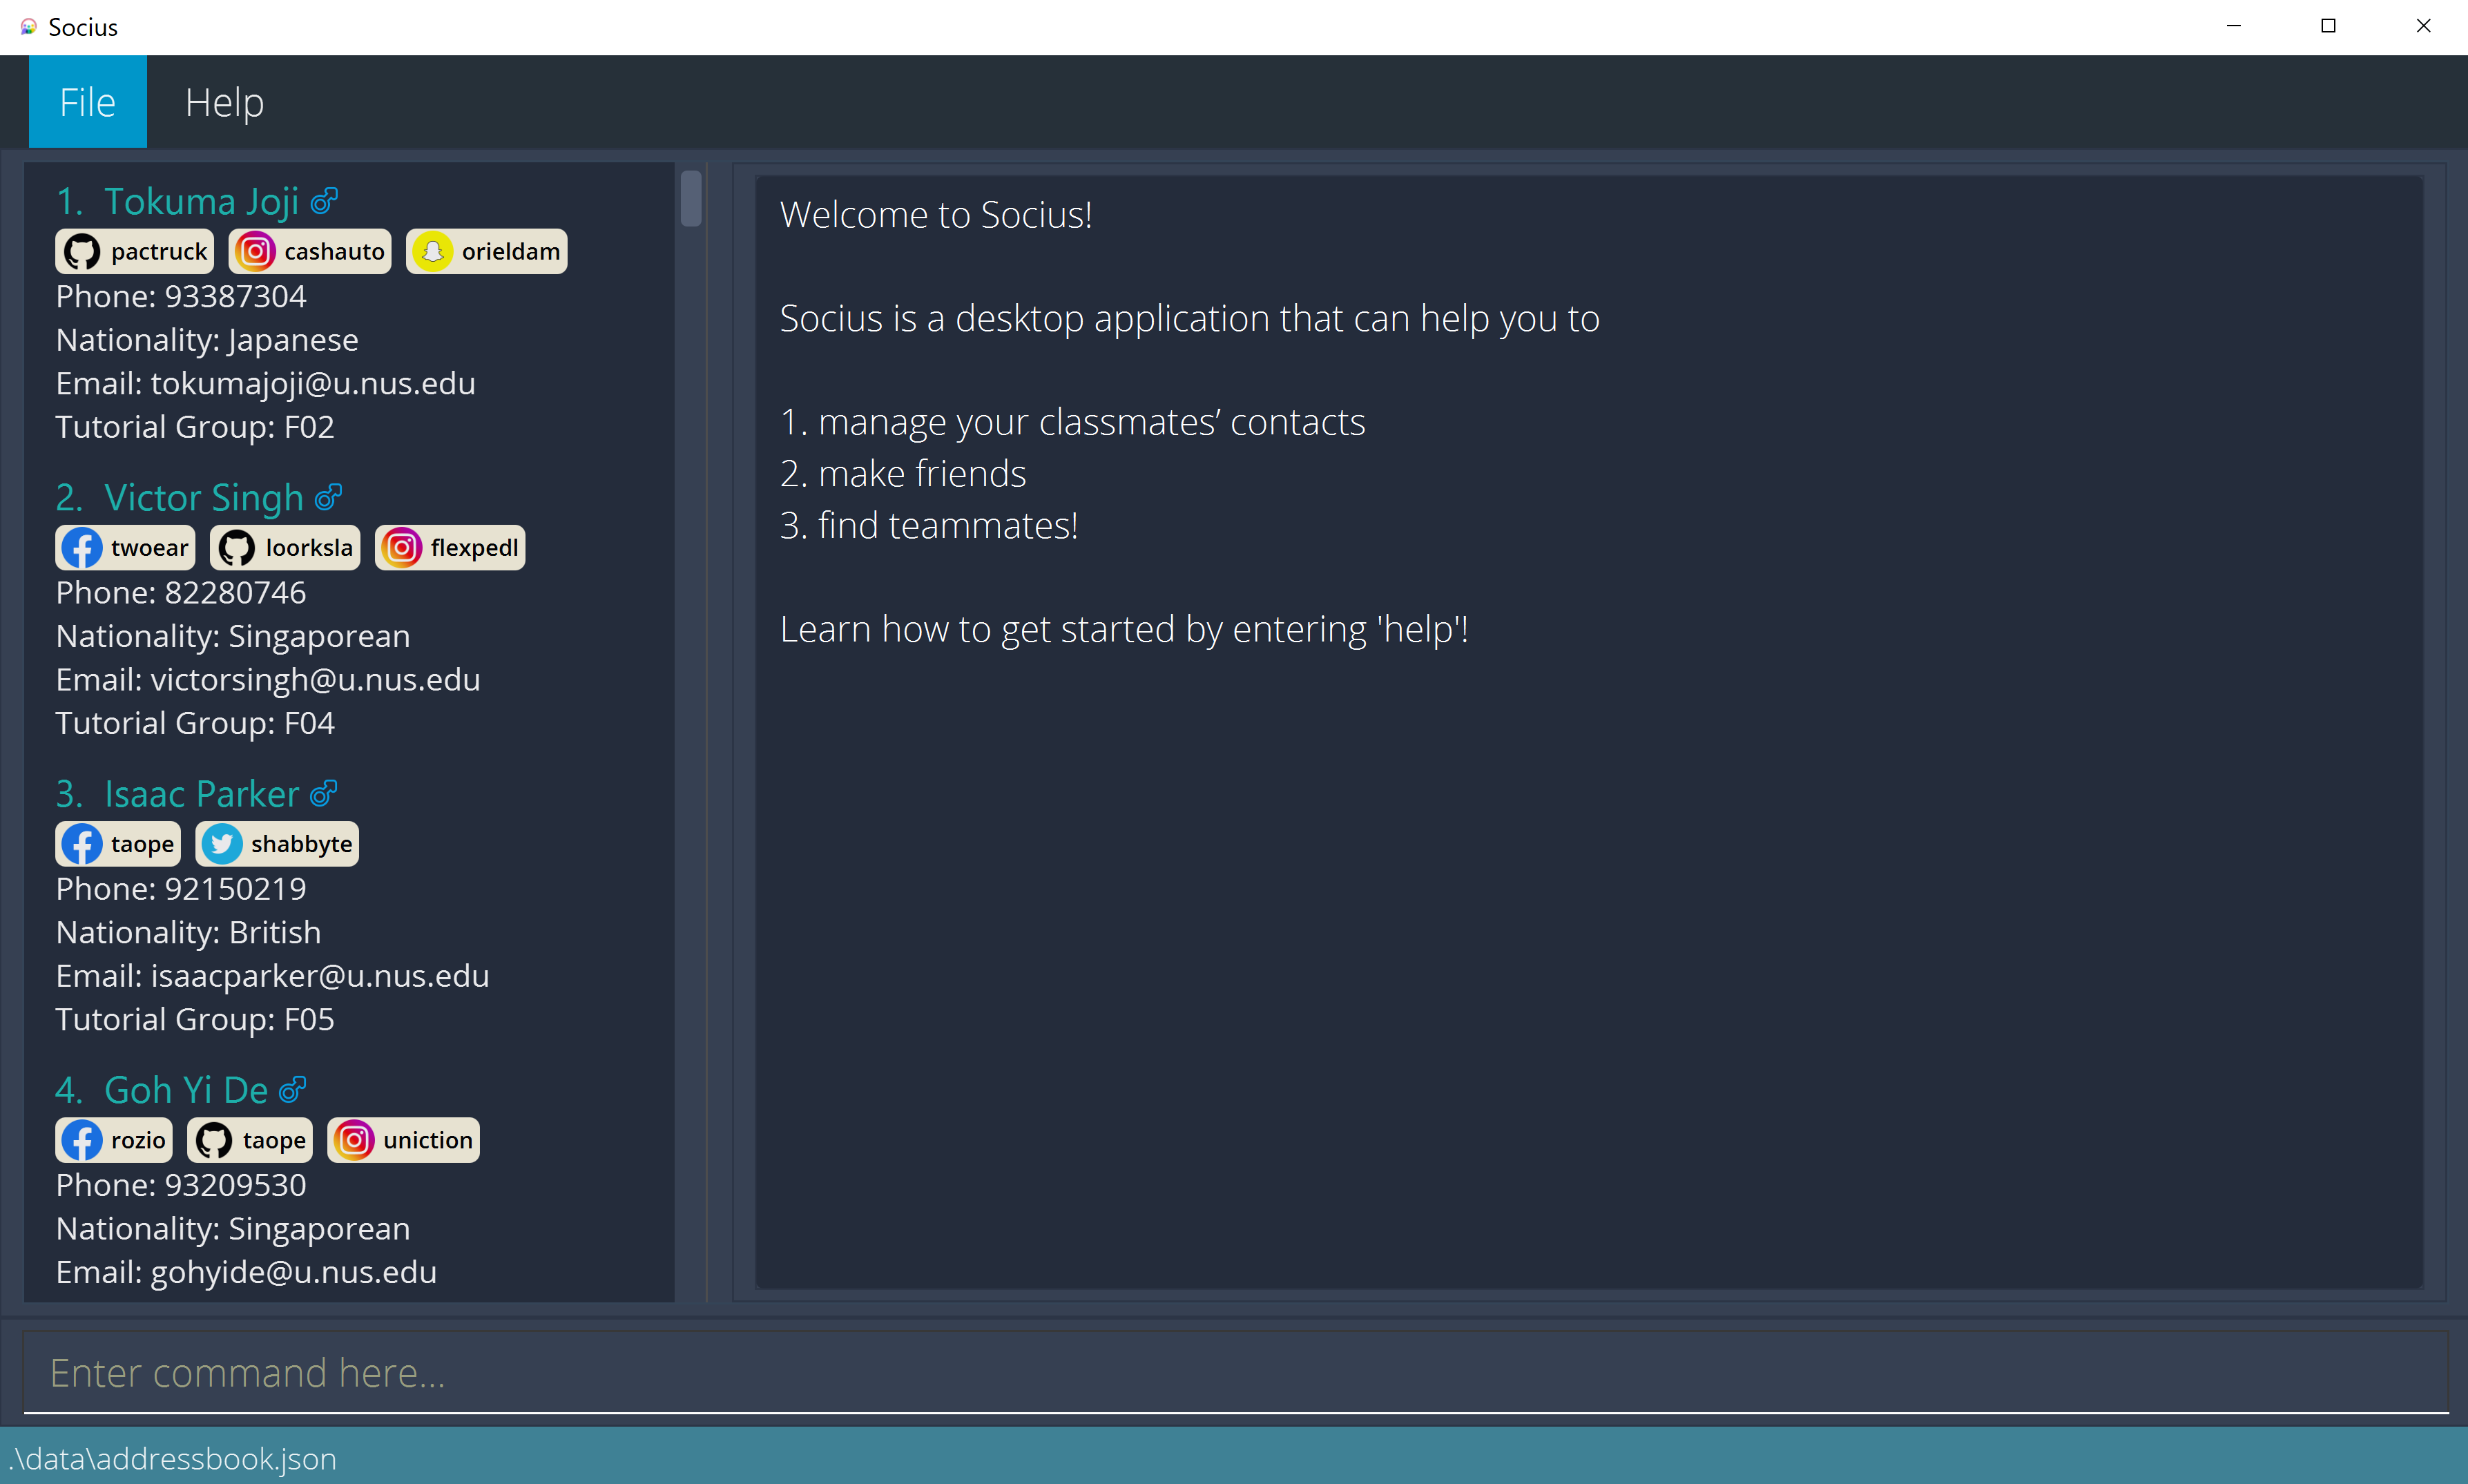 Socius
File Help
1. Tokuma Joji
pactruck cashauto orieldam
Phone: 93387304
Nationality: Japanese
Email: tokumajoji@u.nus.edu
Tutorial Group: F02
2. Victor Singh
twoear loorksla flexpedl
Phone: 82280746
Nationality: Singaporean
Email: victorsingh@u.nus.edu
Tutorial Group: F04
3. Isaac Parker
taope shabbyte
Phone: 92150219
Nationality: British
Email: isaacparker@u.nus.edu
Tutorial Group: F05
4. Goh Yi De
rozio taope uniction
Phone: 93209530
Nationality: Singaporean
Email: gohyide@u.nus.edu
Welcome to Socius!
Socius is a desktop application that can help you to
1. manage your classmates’ contacts
2. make friends
3. find teammates!
Learn how to get started by entering 'help'!
Enter command here...
.\data\addressbook.json